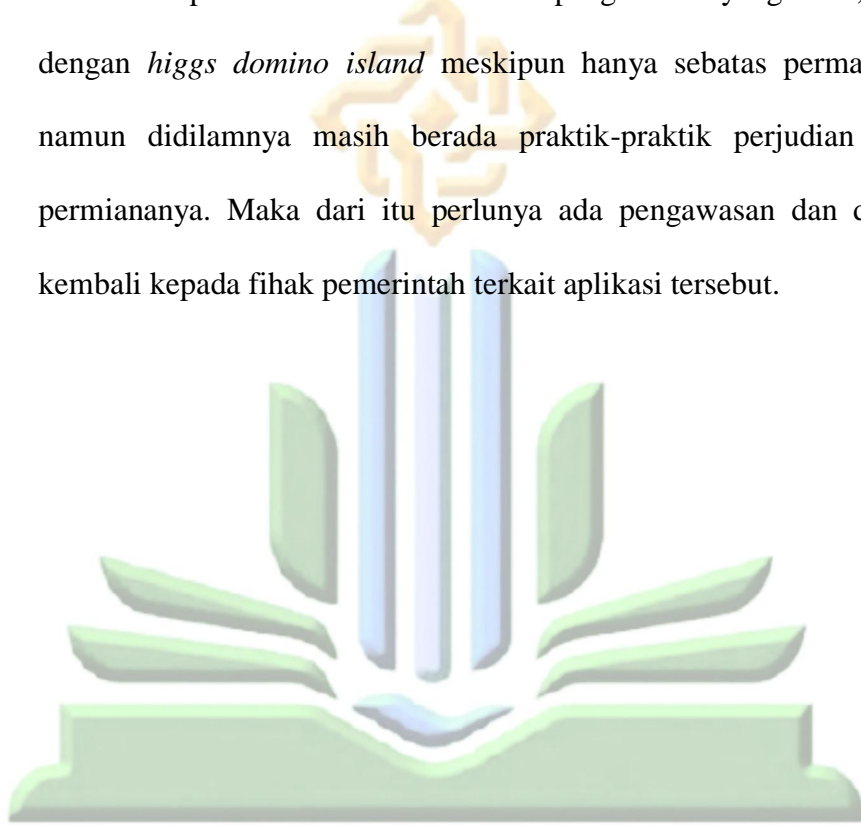 dengan higgs domino island meskipun hanya sebatas perma
namun didilamnya masih berada praktik-praktik perjudian
permiananya. Maka dari itu perlunya ada pengawasan dan
kembali kepada fihak pemerintah terkait aplikasi tersebut.